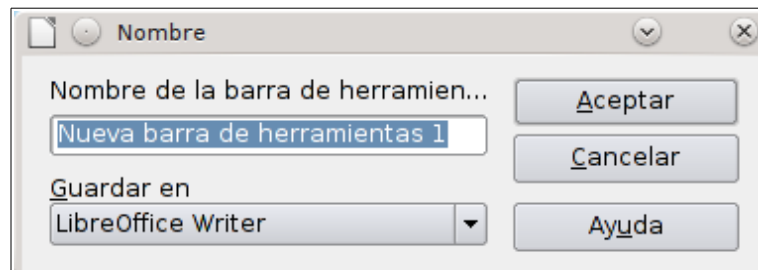 Nombre
Nombre de la barra de herramien...
Nueva barra de herramientas 1
Guardar en
LibreOffice Writer
Aceptar
Cancelar
Ayuda